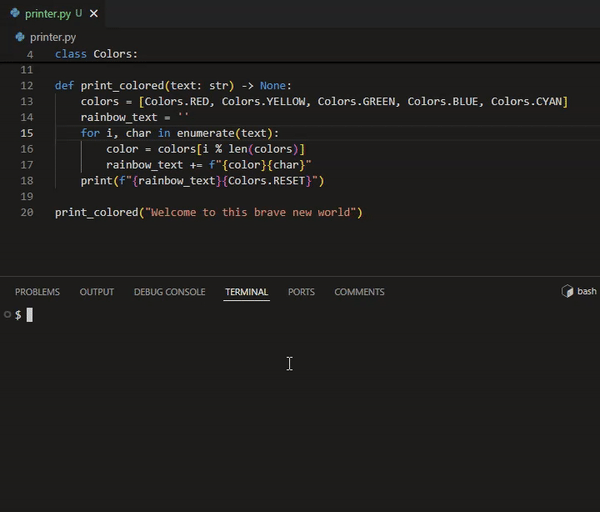 printer.py U
printer.py
4 class Colors:
11
12 def print_colored(text: str) -> None:
13     colors = [Colors.RED, Colors.YELLOW, Colors.GREEN, Colors.BLUE, Colors.CYAN]
14     rainbow_text = ''
15     for i, char in enumerate(text):
16         color = colors[i % len(colors)]
17         rainbow_text += f"{color}{char}"
18     print(f"{rainbow_text}{Colors.RESET}")
19
20 print_colored("Welcome to this brave new world")
PROBLEMS OUTPUT DEBUG CONSOLE TERMINAL PORTS COMMENTS bash
$